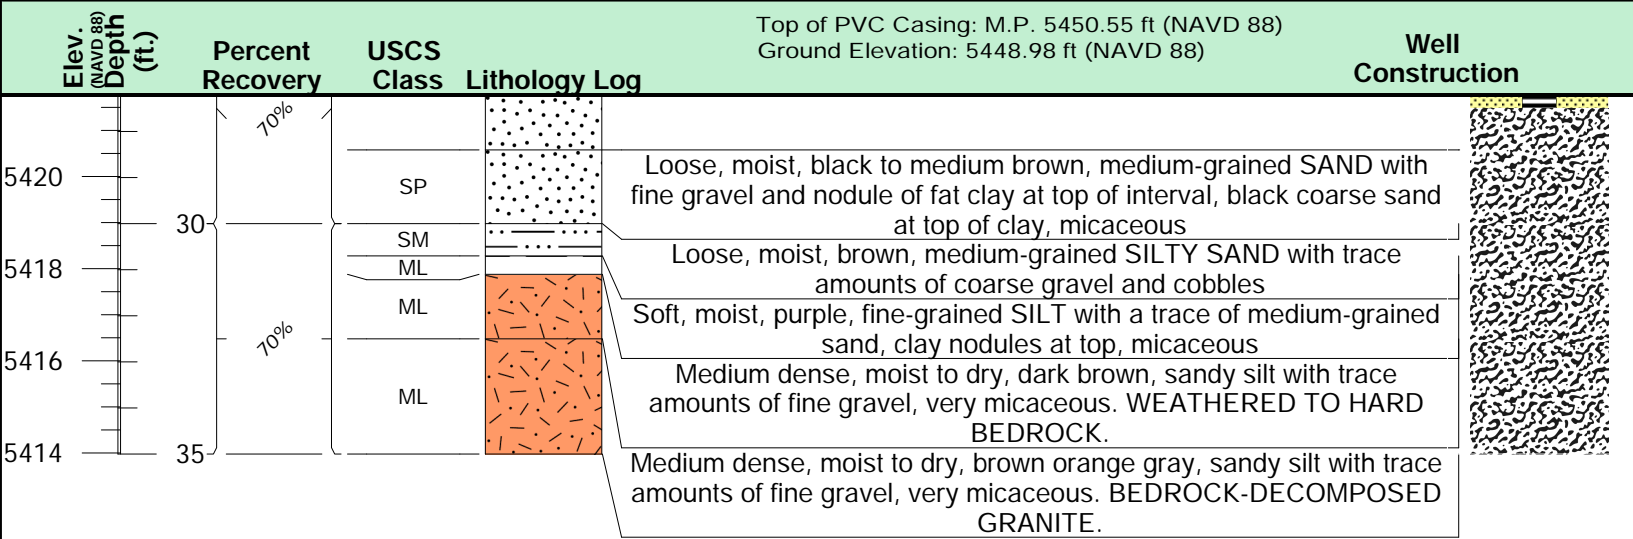 Elev.
(NAVD 88)
Depth
(ft.)
Percent
Recovery
USCS
Class
Lithology Log
Top of PVC Casing: M.P. 5450.55 ft (NAVD 88)
Ground Elevation: 5448.98 ft (NAVD 88)
Well
Construction
70%
5420
SP
Loose, moist, black to medium brown, medium-grained SAND with
fine gravel and nodule of fat clay at top of interval, black coarse sand
at top of clay, micaceous
30
SM
Loose, moist, brown, medium-grained SILTY SAND with trace
amounts of coarse gravel and cobbles
5418
ML
Soft, moist, purple, fine-grained SILT with a trace of medium-grained
sand, clay nodules at top, micaceous
ML
70%
5416
Medium dense, moist to dry, dark brown, sandy silt with trace
amounts of fine gravel, very micaceous. WEATHERED TO HARD
BEDROCK.
ML
5414
35
Medium dense, moist to dry, brown orange gray, sandy silt with trace
amounts of fine gravel, very micaceous. BEDROCK-DECOMPOSED
GRANITE.